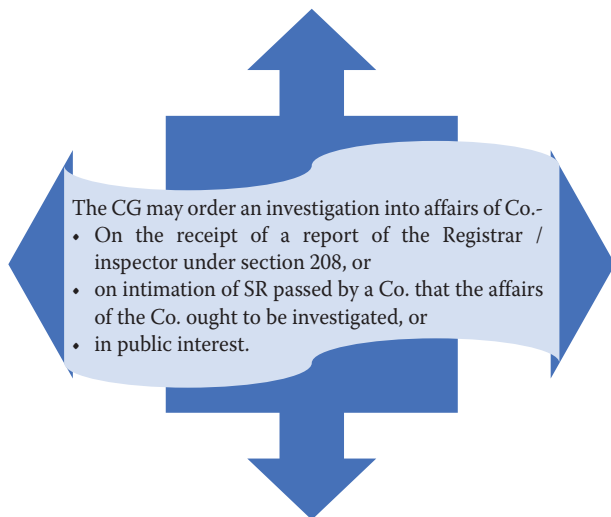 The CG may order an investigation into affairs of Co.-
• On the receipt of a report of the Registrar /
inspector under section 208, or
• on intimation of SR passed by a Co. that the affairs
of the Co. ought to be investigated, or
• in public interest.